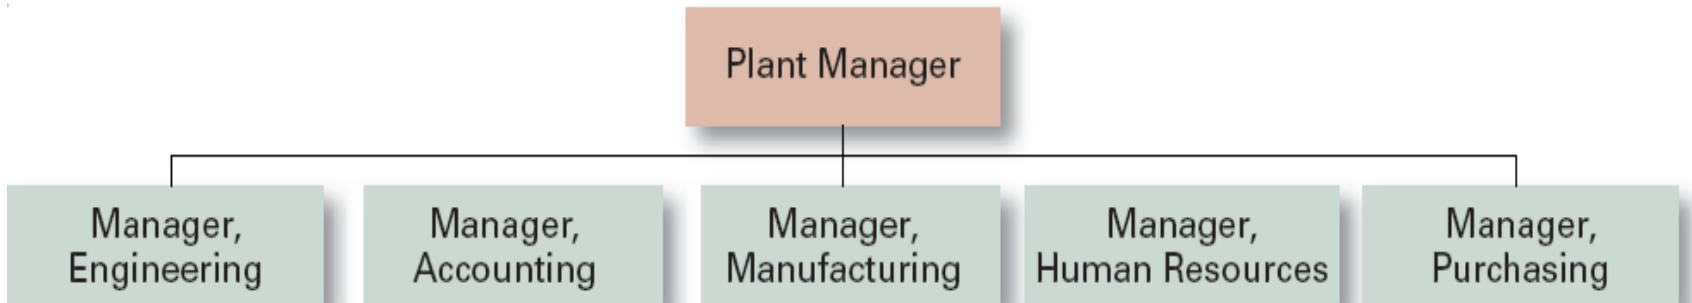 Plant Manager
Manager,
Engineering
Manager,
Accounting
Manager,
Manufacturing
Manager,
Human Resources
Manager,
Purchasing